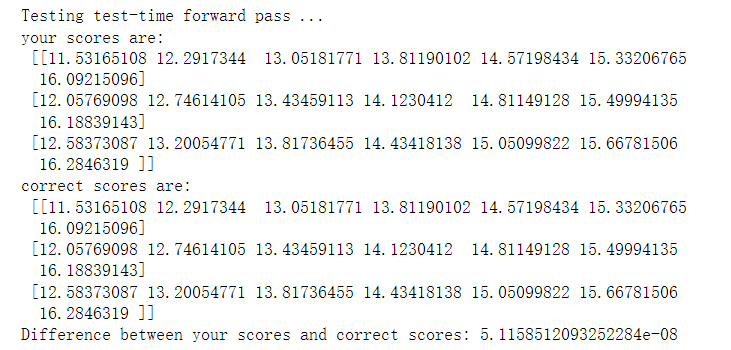 Testing test-time forward pass ...
your scores are:
 [[11.53165108 12.2917344  13.05181771 13.81190102 14.57198434 15.33206765
  16.09215096]
 [12.05769098 12.74614105 13.43459113 14.1230412  14.81149128 15.49994135
  16.18839143]
 [12.58373087 13.20054771 13.81736455 14.43418138 15.05099822 15.66781506
  16.2846319 ]]
correct scores are:
 [[11.53165108 12.2917344  13.05181771 13.81190102 14.57198434 15.33206765
  16.09215096]
 [12.05769098 12.74614105 13.43459113 14.1230412  14.81149128 15.49994135
  16.18839143]
 [12.58373087 13.20054771 13.81736455 14.43418138 15.05099822 15.66781506
  16.2846319 ]]
Difference between your scores and correct scores: 5.1158512093252284e-08